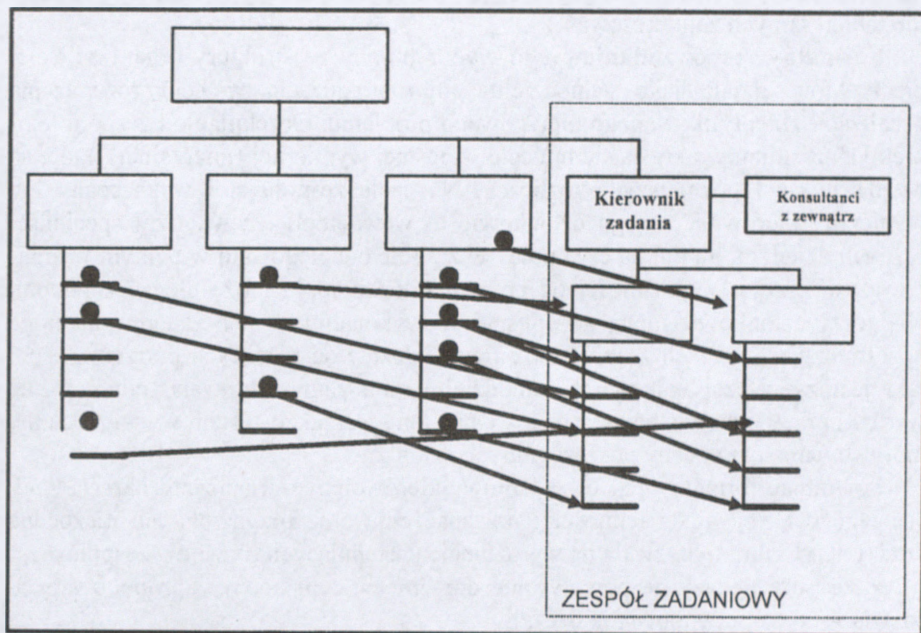 Kierownik
zadania
Konsultanci
z zewnątrz
ZESPÓŁ ZADANIOWY